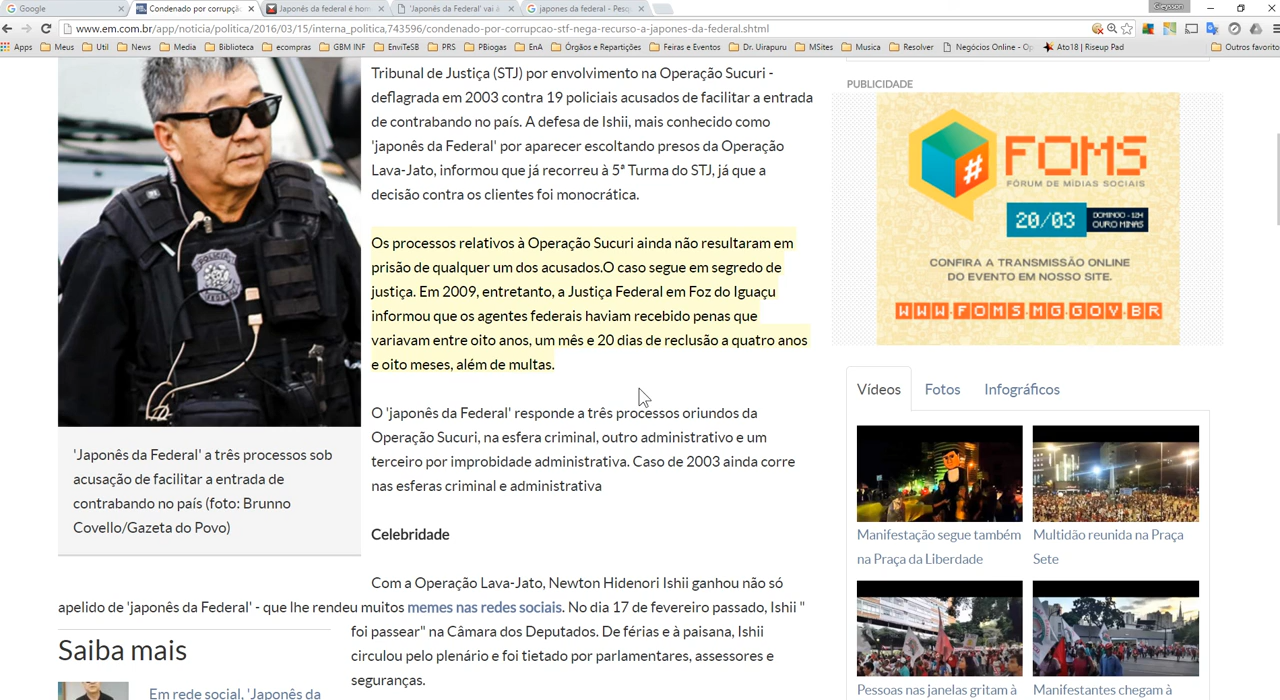 Google
Condenado por corrupçã
Japonês da federal é hom
'Japonês da Federal' vai à
japones da federal - Pesq
Gleysson
www.em.com.br/app/noticia/politica/2016/03/15/interna_politica,743596/condenado-por-corrupcao-stf-nega-recurso-a-japones-da-federal.shtml
Apps Meus Util News Media Biblioteca ecompras GBM INF EnviTeSB PRS PBiogas EnA Órgãos e Repartições Feiras e Eventos Dr. Uirapuru MSites Musica Resolver Negócios Online - Op Ato18 | Riseup Pad Outros favorito
Tribunal de Justiça (STJ) por envolvimento na Operação Sucuri -
deflagrada em 2003 contra 19 policiais acusados de facilitar a entrada
de contrabando no país. A defesa de Ishii, mais conhecido como
'japonês da Federal' por aparecer escoltando presos da Operação
Lava-Jato, informou que já recorreu à 5ª Turma do STJ, já que a
decisão contra os clientes foi monocrática.
Os processos relativos à Operação Sucuri ainda não resultaram em
prisão de qualquer um dos acusados.O caso segue em segredo de
justiça. Em 2009, entretanto, a Justiça Federal em Foz do Iguaçu
informou que os agentes federais haviam recebido penas que
variavam entre oito anos, um mês e 20 dias de reclusão a quatro anos
e oito meses, além de multas.
O 'japonês da Federal' responde a três processos oriundos da
Operação Sucuri, na esfera criminal, outro administrativo e um
terceiro por improbidade administrativa. Caso de 2003 ainda corre
nas esferas criminal e administrativa
POLICIA
'Japonês da Federal' a três processos sob
acusação de facilitar a entrada de
contrabando no país (foto: Brunno
Covello/Gazeta do Povo)
Celebridade
Com a Operação Lava-Jato, Newton Hidenori Ishii ganhou não só
apelido de 'japonês da Federal' - que lhe rendeu muitos memes nas redes sociais. No dia 17 de fevereiro passado, Ishii "
foi passear" na Câmara dos Deputados. De férias e à paisana, Ishii
circulou pelo plenário e foi tietado por parlamentares, assessores e
seguranças.
Saiba mais
Em rede social, 'Japonês da
PUBLICIDADE
#
FOMS
FÓRUM DE MÍDIAS SOCIAIS
20/03
DOMINGO - 12H
OURO MINAS
CONFIRA A TRANSMISSÃO ONLINE
DO EVENTO EM NOSSO SITE.
WWW.FOMS.MG.GOV.BR
Vídeos Fotos Infográficos
Manifestação segue também
na Praça da Liberdade
Multidão reunida na Praça
Sete
Pessoas nas janelas gritam à
Manifestantes chegam à